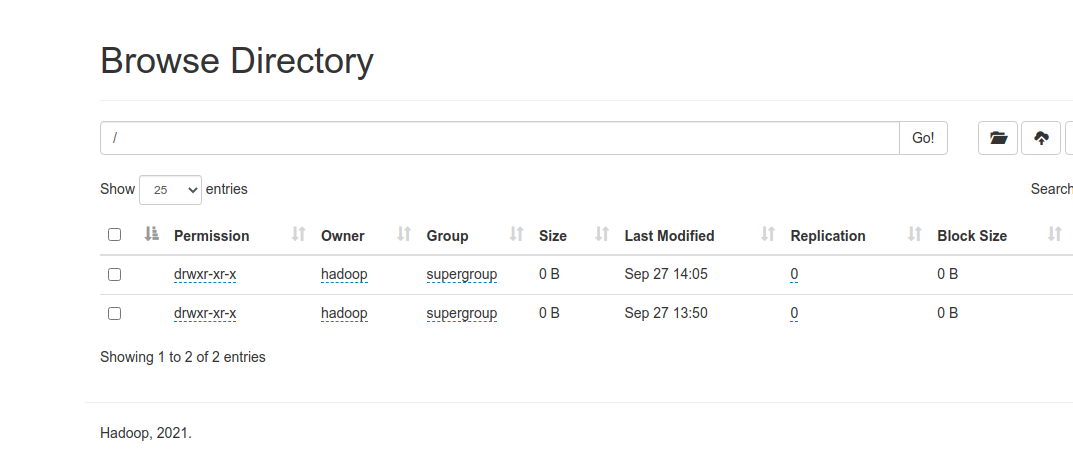 Browse Directory
/ Go!
Show 25 entries Search
Permission Owner Group Size Last Modified Replication Block Size
drwxr-xr-x hadoop supergroup 0 B Sep 27 14:05 0 0 B
drwxr-xr-x hadoop supergroup 0 B Sep 27 13:50 0 0 B
Showing 1 to 2 of 2 entries
Hadoop, 2021.